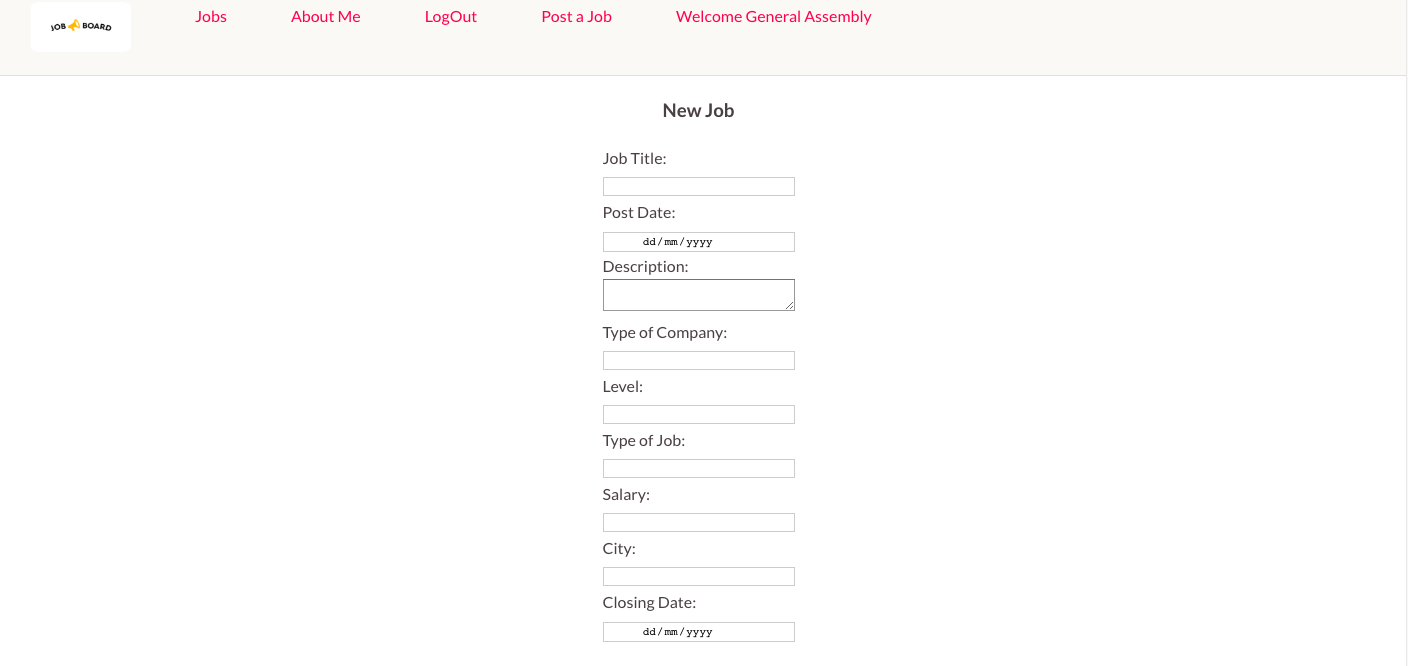 JOB BOARD
Jobs About Me LogOut Post a Job Welcome General Assembly
New Job
Job Title:
Post Date:
dd/mm/yyyy
Description:
Type of Company:
Level:
Type of Job:
Salary:
City:
Closing Date:
dd/mm/yyyy